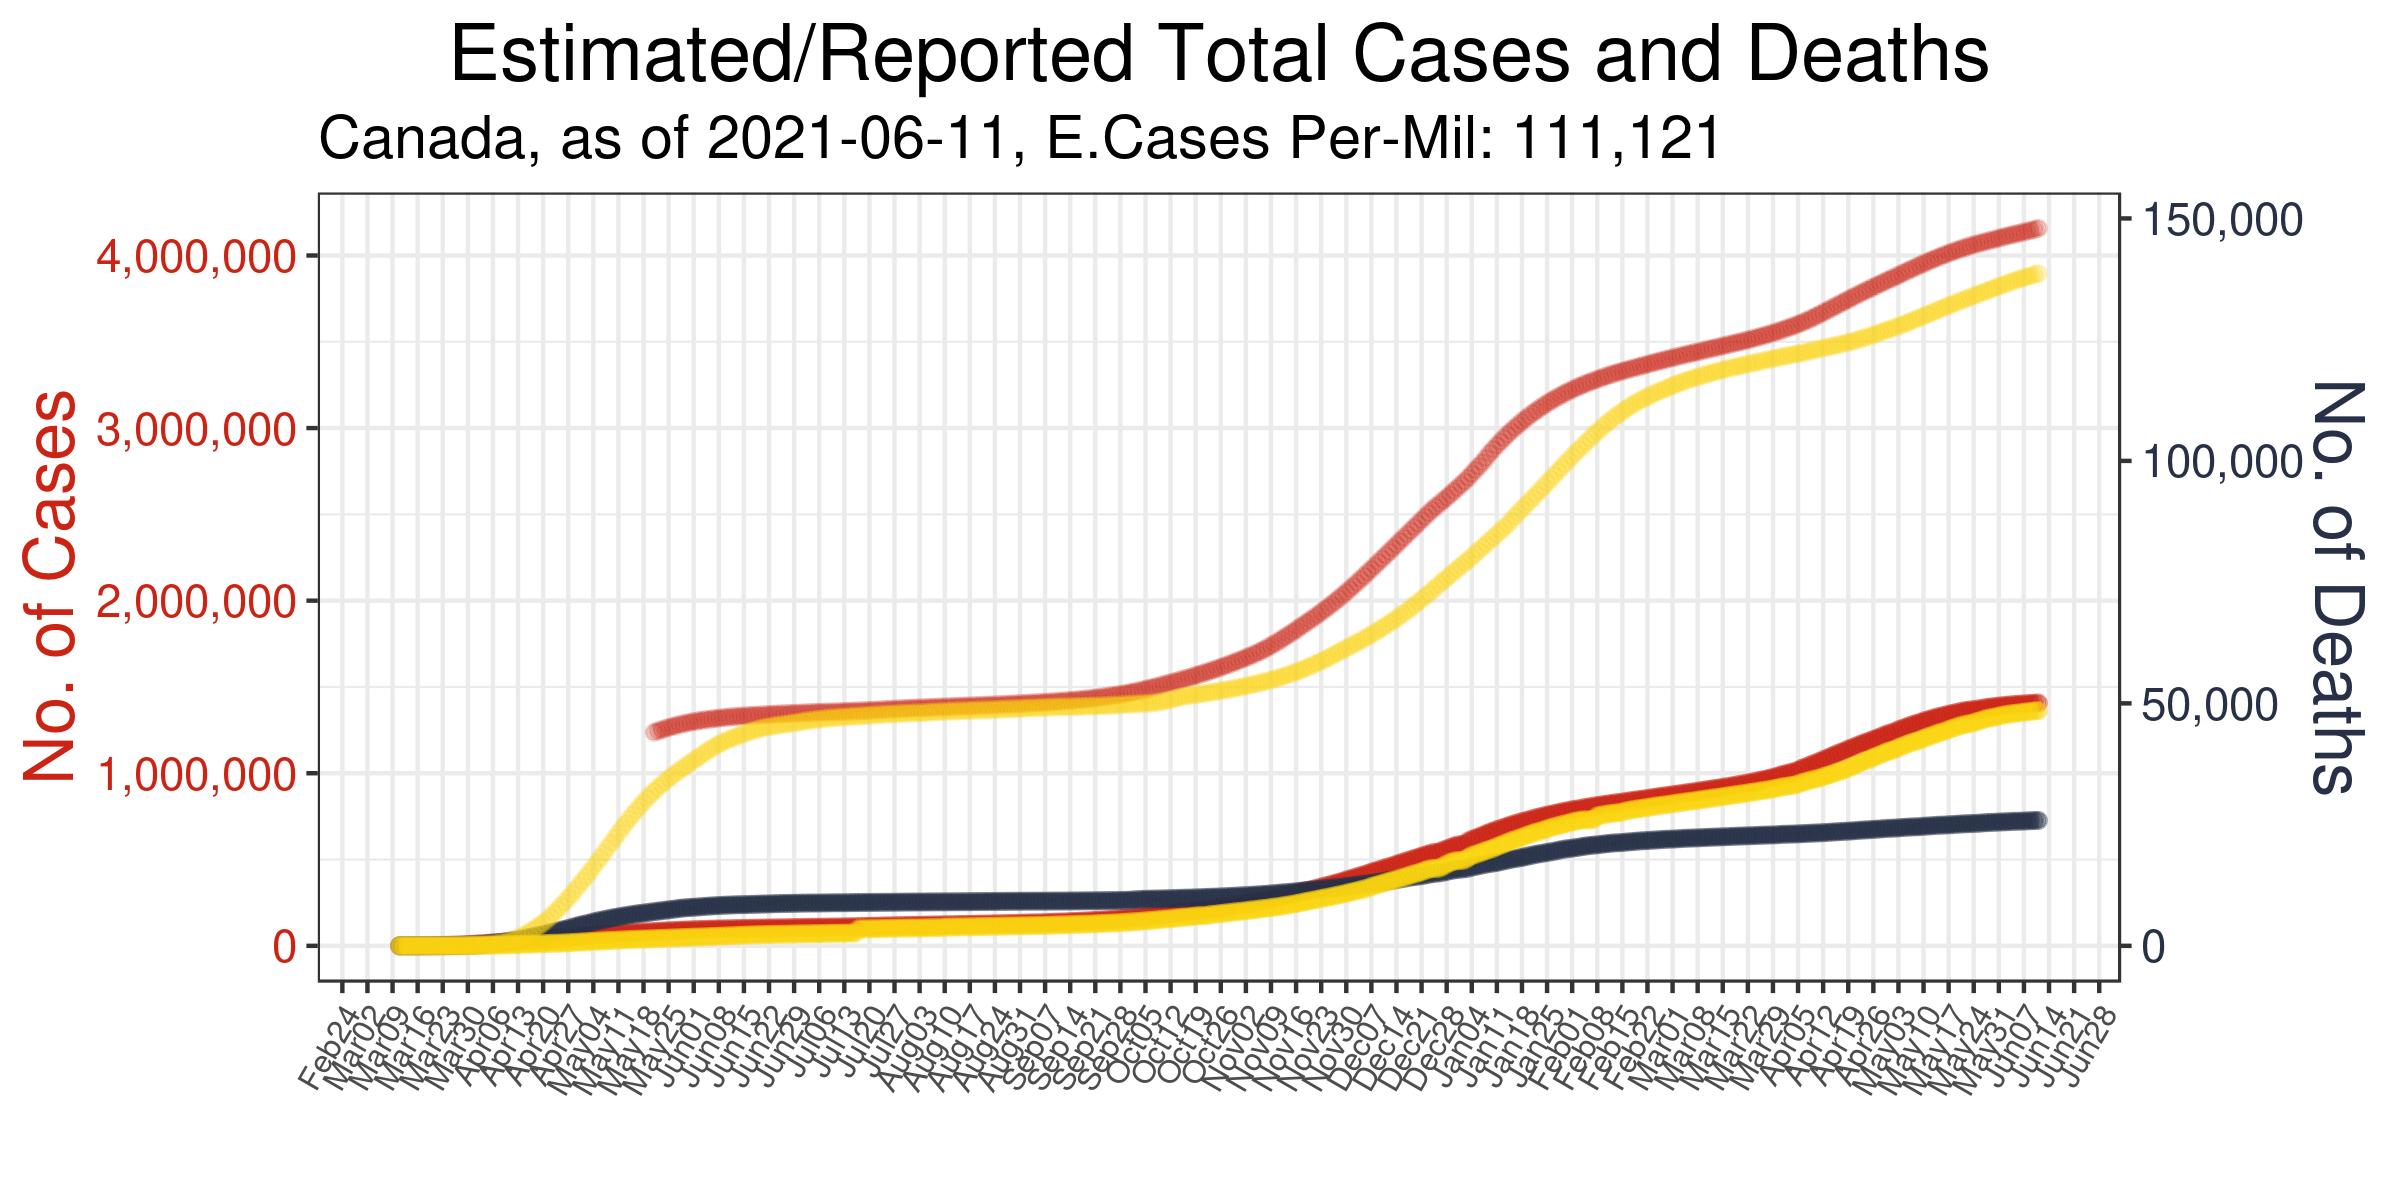 Estimated/Reported Total Cases and Deaths
Canada, as of 2021-06-11, E.Cases Per-Mil: 111,121
No. of Cases
4,000,000
3,000,000
2,000,000
1,000,000
0
150,000
100,000
50,000
0
No. of Deaths
Feb24
Mar02
Mar09
Mar16
Mar23
Mar30
Apr06
Apr13
Apr20
Apr27
May04
May11
May18
May25
Jun01
Jun08
Jun15
Jun22
Jun29
Jul06
Jul13
Jul20
Jul27
Aug03
Aug10
Aug17
Aug24
Aug31
Sep07
Sep14
Sep21
Sep28
Oct05
Oct12
Oct19
Oct26
Nov02
Nov09
Nov16
Nov23
Nov30
Dec07
Dec14
Dec21
Dec28
Jan04
Jan11
Jan18
Jan25
Feb01
Feb08
Feb15
Feb22
Mar01
Mar08
Mar15
Mar22
Mar29
Apr05
Apr12
Apr19
Apr26
May03
May10
May17
May24
May31
Jun07
Jun14
Jun21
Jun28